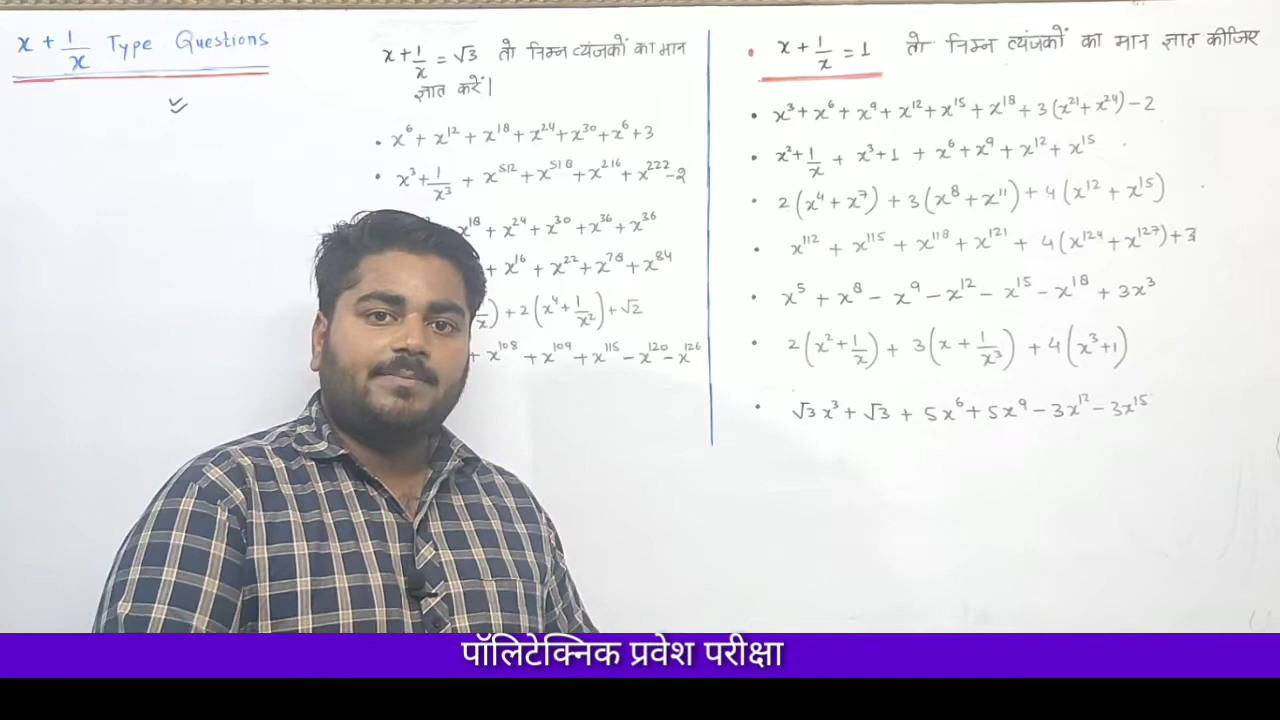 x + 1/x Type Questions
x + 1/x = √3 तो निम्न व्यंजकों का मान
ज्ञात करें|
• x⁶ + x¹² + x¹⁸ + x²⁴ + x³⁰ + x⁶ + 3
• x³ + 1/x³ + x⁵¹² + x⁵¹⁸ + x²¹⁶ + x²²² - 2
x¹⁸ + x²⁴ + x³⁰ + x³⁶ + x³⁶
+ x¹⁶ + x²² + x⁷⁸ + x⁸⁴
/x) + 2(x⁴ + 1/x²) + √2
+ x¹⁰⁸ + x¹⁰⁹ + x¹¹⁵ - x¹²⁰ - x¹²⁶
• x + 1/x = 1 तो निम्न व्यंजकों का मान ज्ञात कीजिए
• x³ + x⁶ + x⁹ + x¹² + x¹⁵ + x¹⁸ + 3(x²¹ + x²⁴) - 2
• x² + 1/x + x³ + 1 + x⁶ + x⁹ + x¹² + x¹⁵
• 2(x⁴ + x⁷) + 3(x⁸ + x¹¹) + 4(x¹² + x¹⁵)
• x¹¹² + x¹¹⁵ + x¹¹⁸ + x¹²¹ + 4(x¹²⁴ + x¹²⁷) + 3
• x⁵ + x⁸ - x⁹ - x¹² - x¹⁵ - x¹⁸ + 3x³
• 2(x² + 1/x) + 3(x + 1/x³) + 4(x³ + 1)
• √3 x³ + √3 + 5x⁶ + 5x⁹ - 3x¹² - 3x¹⁵
पॉलिटेक्निक प्रवेश परीक्षा